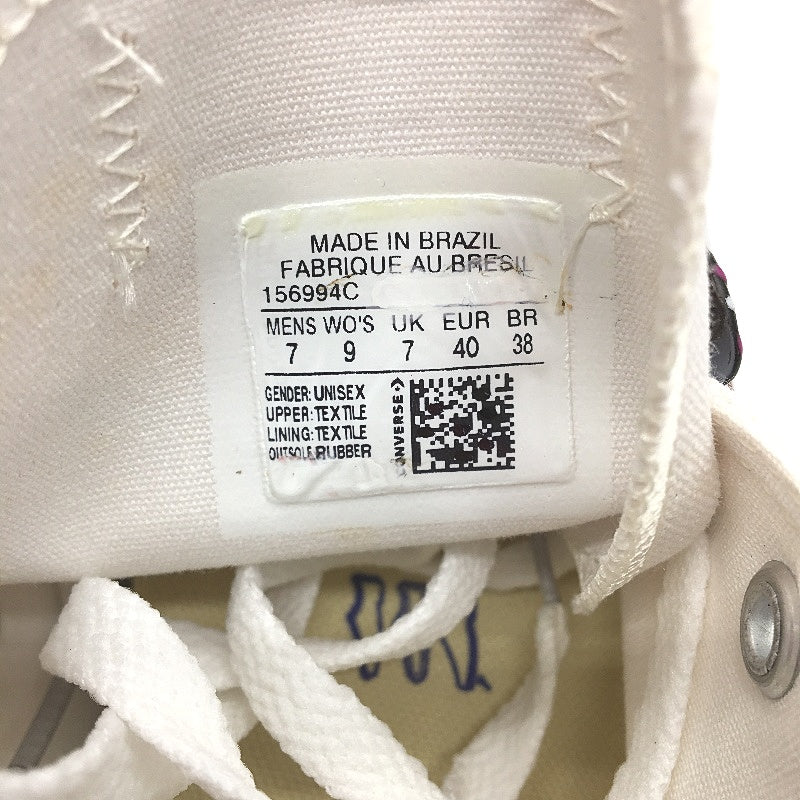 MADE IN BRAZIL
FABRIQUE AU BRESIL
156994C
MENS WO'S UK EUR BR
7 9 7 40 38
GENDER: UNISEX
UPPER: TEXTILE
LINING: TEXTILE
OUTSOLE: RUBBER
CONVERSE